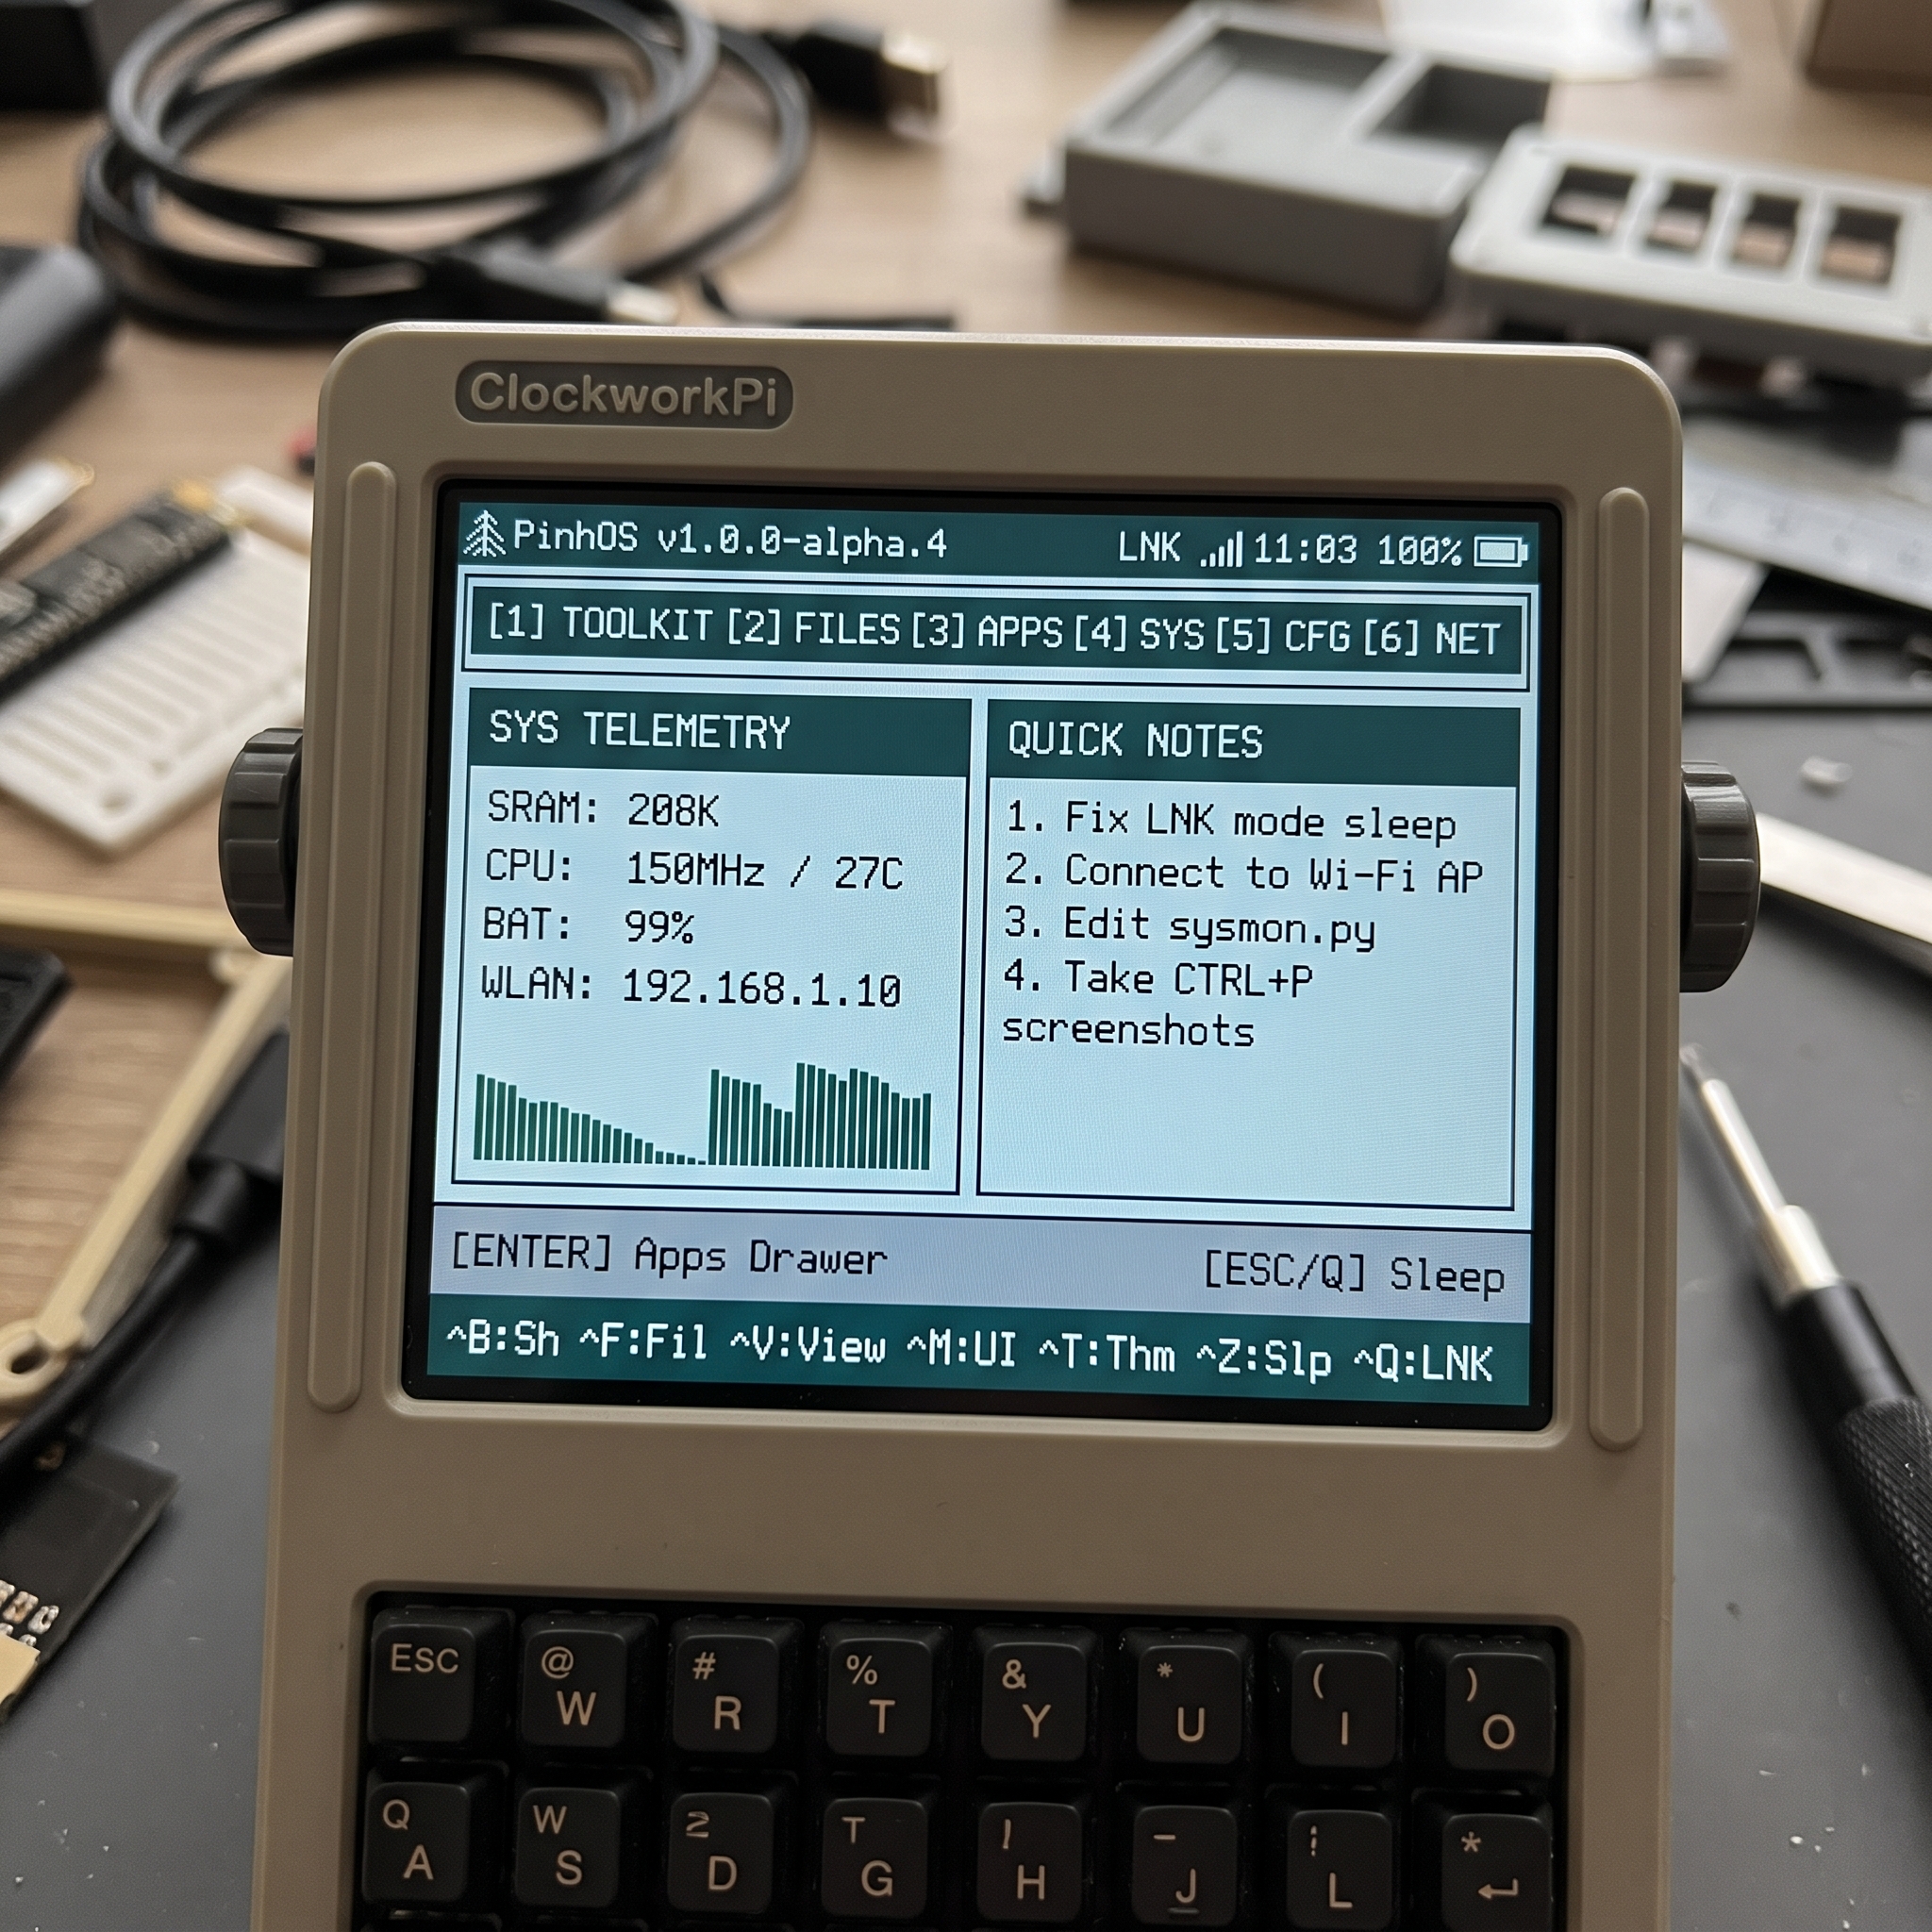 ClockworkPi
PinhOS v1.0.0-alpha.4 LNK 11:03 100%
[1] TOOLKIT [2] FILES [3] APPS [4] SYS [5] CFG [6] NET
SYS TELEMETRY
SRAM: 208K
CPU: 150MHz / 27C
BAT: 99%
WLAN: 192.168.1.10
QUICK NOTES
1. Fix LNK mode sleep
2. Connect to Wi-Fi AP
3. Edit sysmon.py
4. Take CTRL+P
screenshots
[ENTER] Apps Drawer [ESC/Q] Sleep
^B:Sh ^F:Fil ^V:View ^M:UI ^T:Thm ^Z:Slp ^Q:LNK
Esc @ W # R % T & Y * U ( I ) O
Q A W S 2 D T G H - J L * ↵